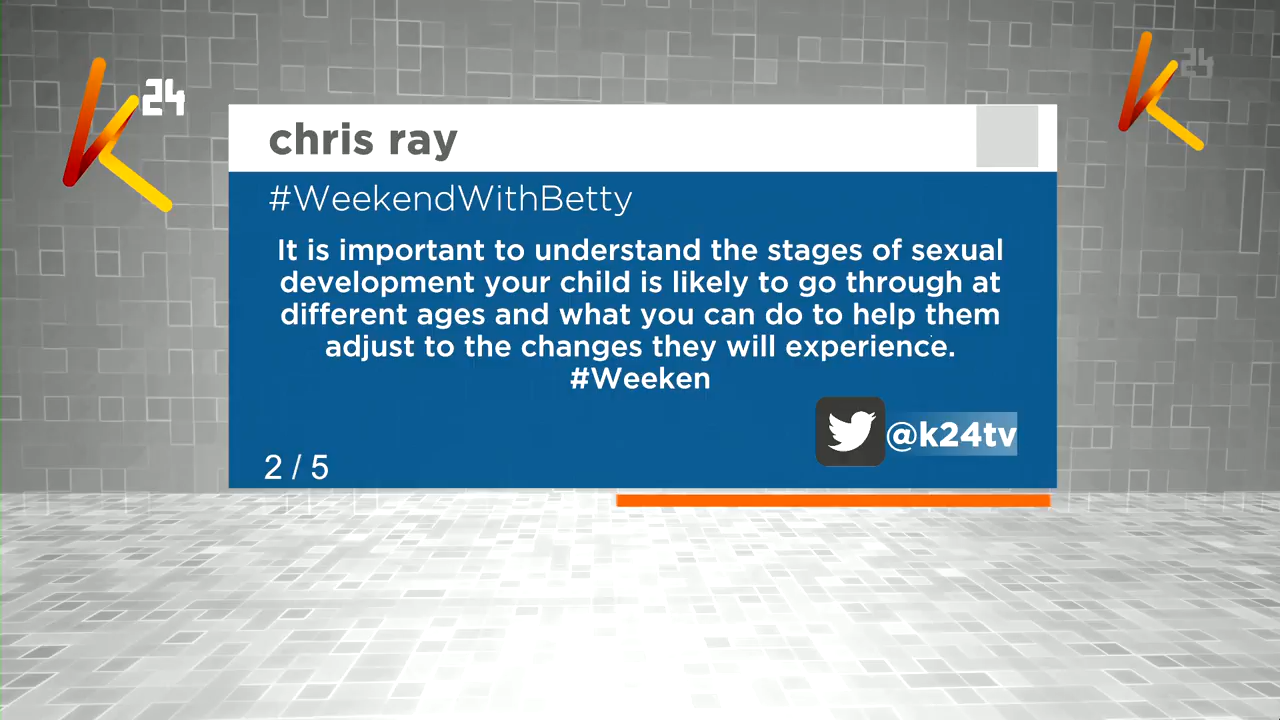 K24
K24
chris ray
#WeekendWithBetty
It is important to understand the stages of sexual
development your child is likely to go through at
different ages and what you can do to help them
adjust to the changes they will experience.
#Weeken
@k24tv
2 / 5